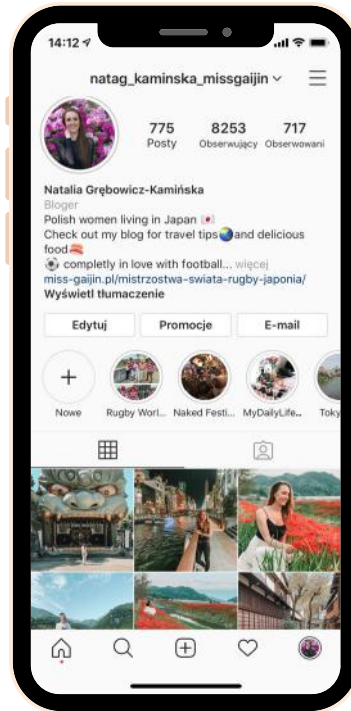 14:12
natag_kaminska_missgaijin
775 8253 717
Posty Obserwujący Obserwowani
Natalia Grębowicz-Kamińska
Bloger
Polish women living in Japan 🇯🇵
Check out my blog for travel tips🌏and delicious
food🍣
⚽ completly in love with football... więcej
miss-gaijin.pl/mistrzostwa-swiata-rugby-japonia/
Wyświetl tłumaczenie
Edytuj Promocje E-mail
Nowe Rugby Worl... Naked Festi... MyDailyLife... Toky